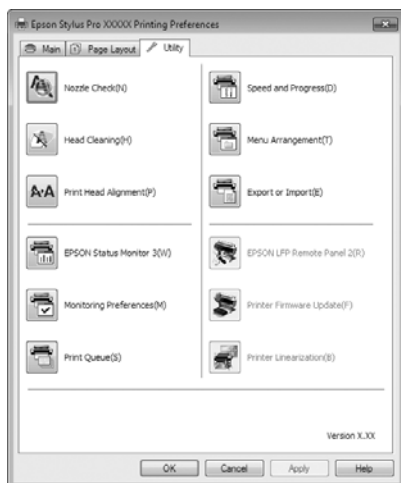 Epson Stylus Pro XXXXX Printing Preferences
Main
Page Layout
Utility
Nozzle Check(N)
Speed and Progress(D)
Head Cleaning(H)
Menu Arrangement(T)
Print Head Alignment(P)
Export or Import(E)
EPSON Status Monitor 3(W)
EPSON LFP Remote Panel 2(R)
Monitoring Preferences(M)
Printer Firmware Update(F)
Print Queue(S)
Printer Linearization(B)
Version X.XX
OK
Cancel
Apply
Help